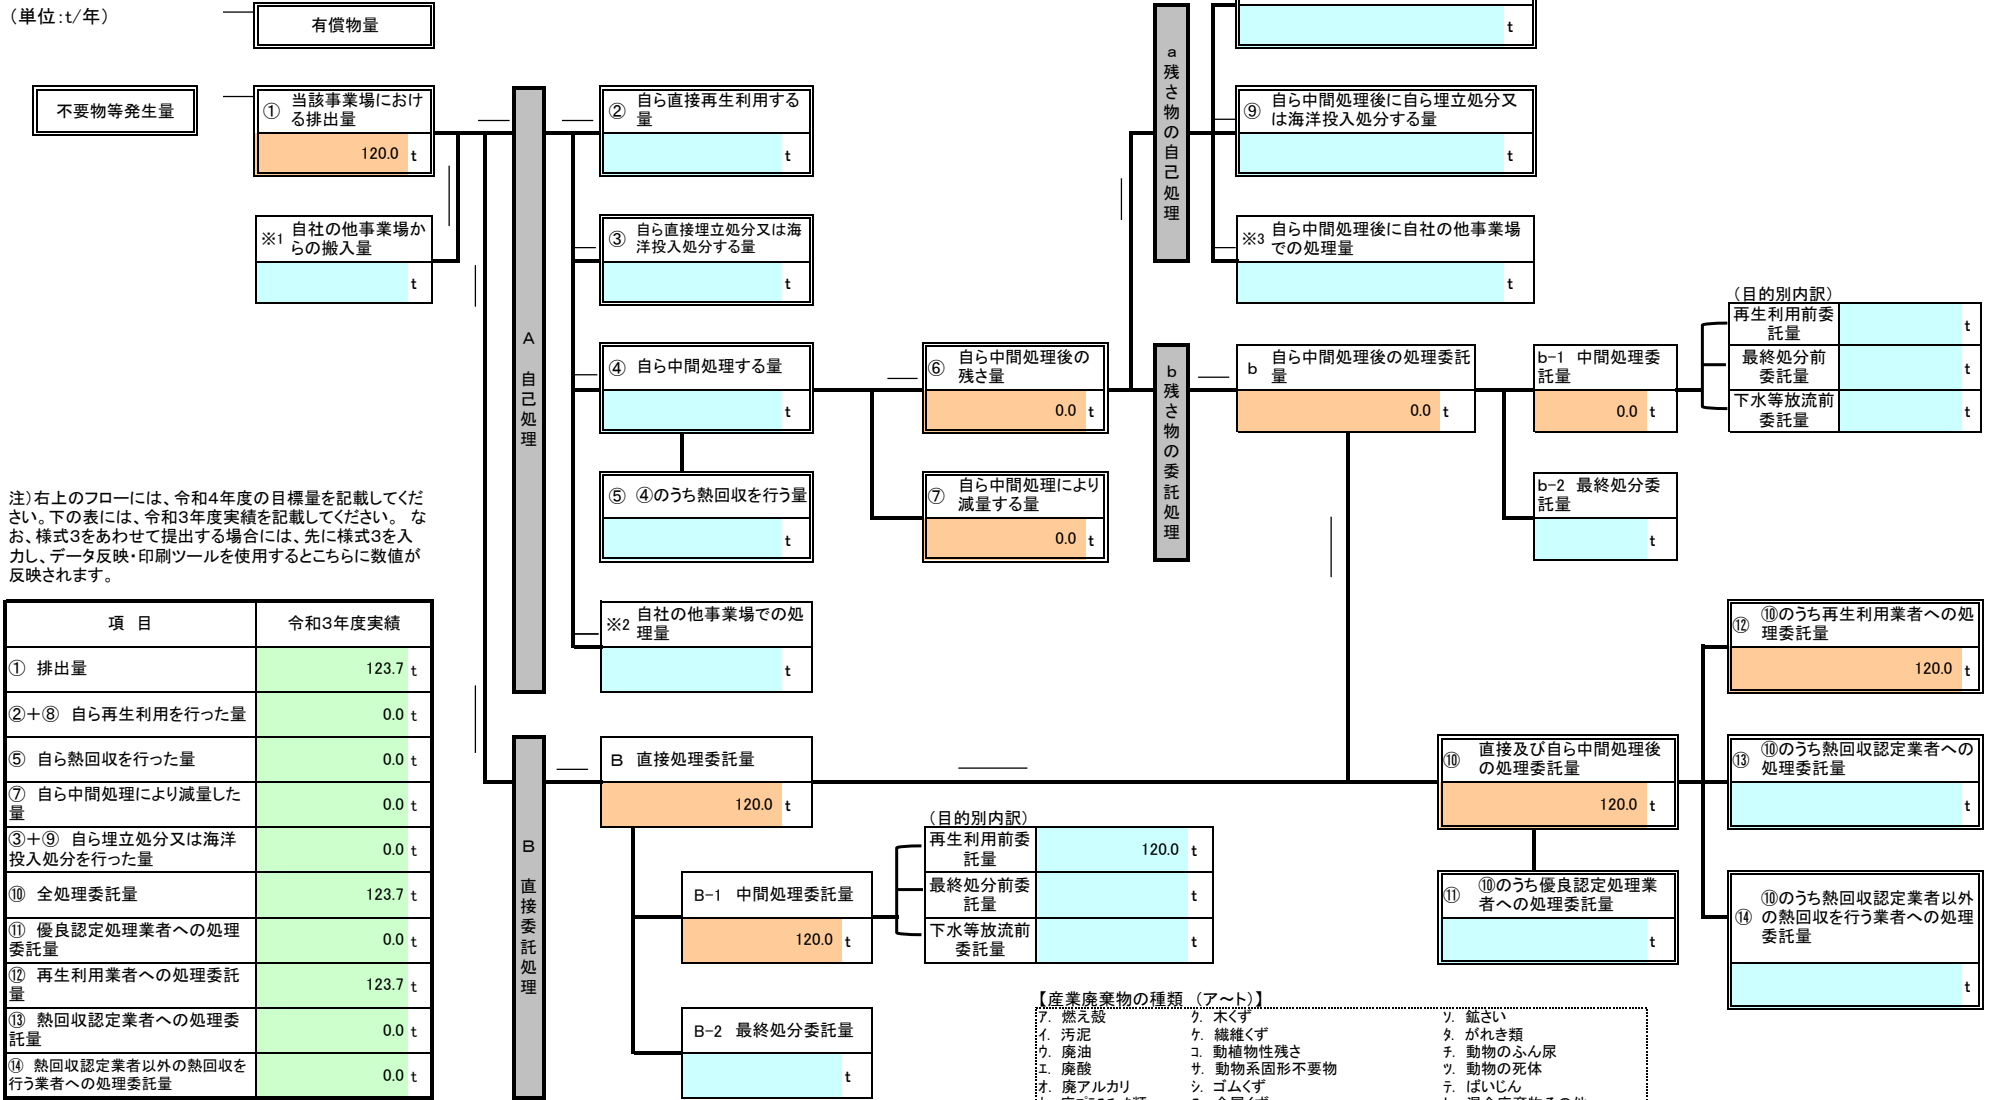 (単位:t/年)
有償物量
t
不要物等発生量
① 当該事業場におけ
る排出量
120.0 t
※1 自社の他事業場か
らの搬入量
t
A 自己処理
② 自ら直接再生利用する
量
t
③ 自ら直接埋立処分又は海
洋投入処分する量
t
④ 自ら中間処理する量
t
⑤ ④のうち熱回収を行う量
t
※2 自社の他事業場での処
理量
t
⑥ 自ら中間処理後の
残さ量
0.0 t
⑦ 自ら中間処理により
減量する量
0.0 t
a 残さ物の自己処理
⑨ 自ら中間処理後に自ら埋立処分又
は海洋投入処分する量
t
※3 自ら中間処理後に自社の他事業場
での処理量
t
b 残さ物の委託処理
b 自ら中間処理後の処理委託
量
0.0 t
b-1 中間処理委
託量
0.0 t
b-2 最終処分委
託量
t
(目的別内訳)
再生利用前委
託量
t
最終処分前
委託量
t
下水等放流前
委託量
t
注)右上のフローには、令和4年度の目標量を記載してくだ
さい。下の表には、令和3年度実績を記載してください。 な
お、様式3をあわせて提出する場合には、先に様式3を入
力し、データ反映・印刷ツールを使用するとこちらに数値が
反映されます。
項 目 令和3年度実績
① 排出量 123.7 t
②+⑧ 自ら再生利用を行った量 0.0 t
⑤ 自ら熱回収を行った量 0.0 t
⑦ 自ら中間処理により減量した
量 0.0 t
③+⑨ 自ら埋立処分又は海洋
投入処分を行った量 0.0 t
⑩ 全処理委託量 123.7 t
⑪ 優良認定処理業者への処理
委託量 0.0 t
⑫ 再生利用業者への処理委託
量 123.7 t
⑬ 熱回収認定業者への処理委
託量 0.0 t
⑭ 熱回収認定業者以外の熱回収を
行う業者への処理委託量 0.0 t
B 直接委託処理
B 直接処理委託量
120.0 t
B-1 中間処理委託量
120.0 t
B-2 最終処分委託量
t
(目的別内訳)
再生利用前委
託量
120.0 t
最終処分前委
託量
t
下水等放流前
委託量
t
⑩ 直接及び自ら中間処理後
の処理委託量
120.0 t
⑪ ⑩のうち優良認定処理業
者への処理委託量
t
⑫ ⑩のうち再生利用業者への処
理委託量
120.0 t
⑬ ⑩のうち熱回収認定業者への
処理委託量
t
⑭ ⑩のうち熱回収認定業者以外
の熱回収を行う業者への処理
委託量
t
【産業廃棄物の種類 (ア~ト)】
ア. 燃え殻 ク. 木くず ソ. 鉱さい
イ. 汚泥 ケ. 繊維くず タ. がれき類
ウ. 廃油 コ. 動植物性残さ チ. 動物のふん尿
エ. 廃酸 サ. 動物系固形不要物 ツ. 動物の死体
オ. 廃アルカリ シ. ゴムくず テ. ばいじん